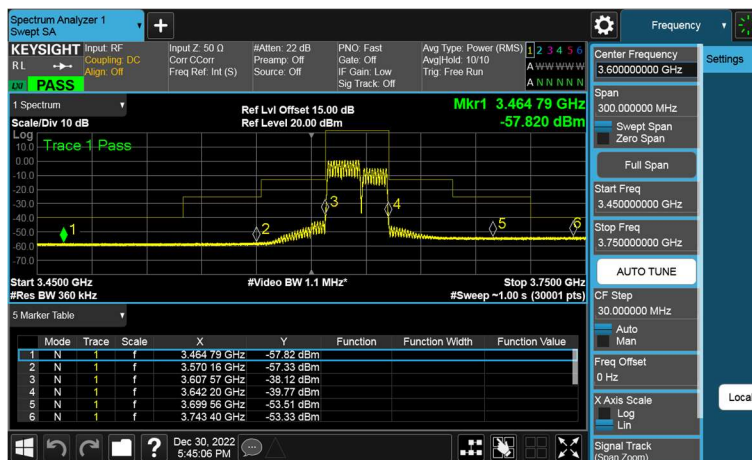 Spectrum Analyzer 1
Swept SA
Frequency
KEYSIGHT
RL
LXI PASS
Input: RF
Coupling: DC
Align: Off
Input Z: 50 Ω
Corr CCorr
Freq Ref: Int (S)
#Atten: 22 dB
Preamp: Off
Source: Off
PNO: Fast
Gate: Off
IF Gain: Low
Sig Track: Off
Avg Type: Power (RMS)
Avg|Hold: 10/10
Trig: Free Run
1 2 3 4 5 6
A W W W W W
A N N N N N
1 Spectrum
Scale/Div 10 dB
Ref Lvl Offset 15.00 dB
Ref Level 20.00 dBm
Mkr1 3.464 79 GHz
-57.820 dBm
Log
Trace 1 Pass
10.0
0.00
-10.0
-20.0
-30.0
-40.0
-50.0
-60.0
-70.0
1
2
3
4
5
6
Start 3.4500 GHz
#Res BW 360 kHz
#Video BW 1.1 MHz*
Stop 3.7500 GHz
#Sweep ~1.00 s (30001 pts)
5 Marker Table
Mode Trace Scale X Y Function Function Width Function Value
1 N 1 f 3.464 79 GHz -57.82 dBm
2 N 1 f 3.570 16 GHz -57.33 dBm
3 N 1 f 3.607 57 GHz -38.12 dBm
4 N 1 f 3.642 20 GHz -39.77 dBm
5 N 1 f 3.699 56 GHz -53.51 dBm
6 N 1 f 3.743 40 GHz -53.33 dBm
Dec 30, 2022
5:45:06 PM
Center Frequency
3.600000000 GHz
Settings
Span
300.000000 MHz
Swept Span
Zero Span
Full Span
Start Freq
3.450000000 GHz
Stop Freq
3.750000000 GHz
AUTO TUNE
CF Step
30.000000 MHz
Auto
Man
Freq Offset
0 Hz
X Axis Scale
Log
Lin
Local
Signal Track
(Span Zoom)